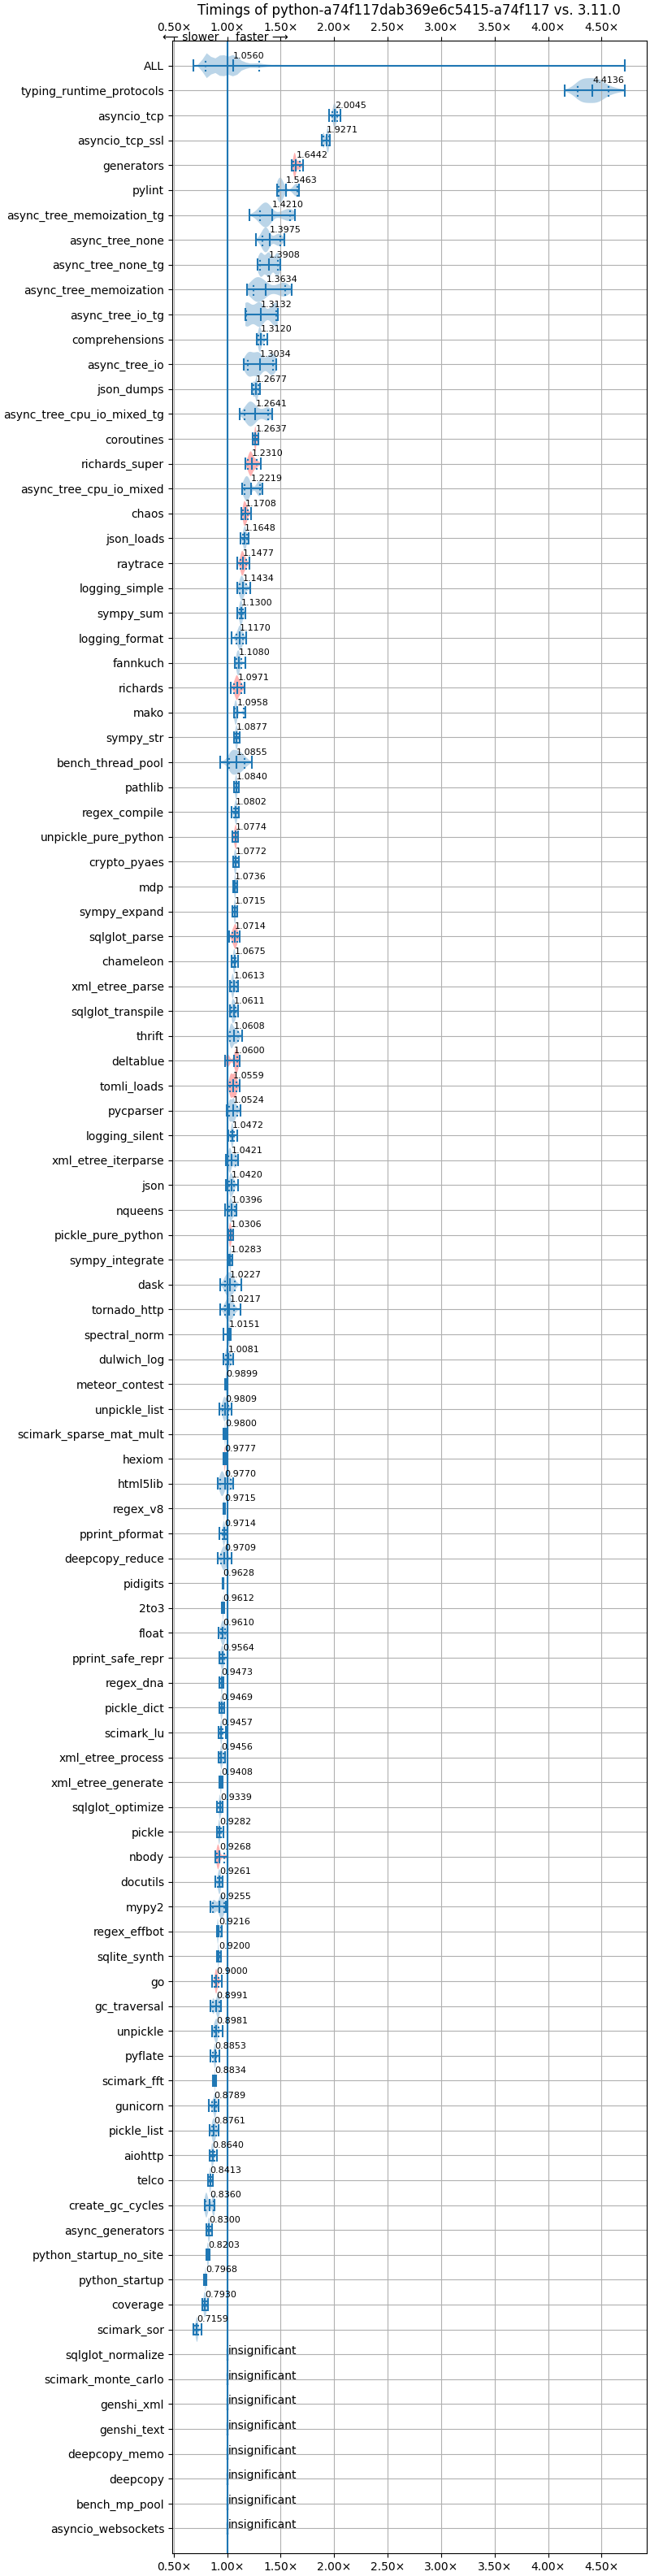 Timings of python-a74f117dab369e6c5415-a74f117 vs. 3.11.0
0.50× 1.00× 1.50× 2.00× 2.50× 3.00× 3.50× 4.00× 4.50×
⟵ slower faster ⟶
ALL 1.0560
typing_runtime_protocols 4.4136
asyncio_tcp 2.0045
asyncio_tcp_ssl 1.9271
generators 1.6442
pylint 1.5463
async_tree_memoization_tg 1.4210
async_tree_none 1.3975
async_tree_none_tg 1.3908
async_tree_memoization 1.3634
async_tree_io_tg 1.3132
comprehensions 1.3120
async_tree_io 1.3034
json_dumps 1.2677
async_tree_cpu_io_mixed_tg 1.2641
coroutines 1.2637
richards_super 1.2310
async_tree_cpu_io_mixed 1.2219
chaos 1.1708
json_loads 1.1648
raytrace 1.1477
logging_simple 1.1434
sympy_sum 1.1300
logging_format 1.1170
fannkuch 1.1080
richards 1.0971
mako 1.0958
sympy_str 1.0877
bench_thread_pool 1.0855
pathlib 1.0840
regex_compile 1.0802
unpickle_pure_python 1.0774
crypto_pyaes 1.0772
mdp 1.0736
sympy_expand 1.0715
sqlglot_parse 1.0714
chameleon 1.0675
xml_etree_parse 1.0613
sqlglot_transpile 1.0611
thrift 1.0608
deltablue 1.0600
tomli_loads 1.0559
pycparser 1.0524
logging_silent 1.0472
xml_etree_iterparse 1.0421
json 1.0420
nqueens 1.0396
pickle_pure_python 1.0306
sympy_integrate 1.0283
dask 1.0227
tornado_http 1.0217
spectral_norm 1.0151
dulwich_log 1.0081
meteor_contest 0.9899
unpickle_list 0.9809
scimark_sparse_mat_mult 0.9800
hexiom 0.9777
html5lib 0.9770
regex_v8 0.9715
pprint_pformat 0.9714
deepcopy_reduce 0.9709
pidigits 0.9628
2to3 0.9612
float 0.9610
pprint_safe_repr 0.9564
regex_dna 0.9473
pickle_dict 0.9469
scimark_lu 0.9457
xml_etree_process 0.9456
xml_etree_generate 0.9408
sqlglot_optimize 0.9339
pickle 0.9282
nbody 0.9268
docutils 0.9261
mypy2 0.9255
regex_effbot 0.9216
sqlite_synth 0.9200
go 0.9000
gc_traversal 0.8991
unpickle 0.8981
pyflate 0.8853
scimark_fft 0.8834
gunicorn 0.8789
pickle_list 0.8761
aiohttp 0.8640
telco 0.8413
create_gc_cycles 0.8360
async_generators 0.8300
python_startup_no_site 0.8203
python_startup 0.7968
coverage 0.7930
scimark_sor 0.7159
sqlglot_normalize insignificant
scimark_monte_carlo insignificant
genshi_xml insignificant
genshi_text insignificant
deepcopy_memo insignificant
deepcopy insignificant
bench_mp_pool insignificant
asyncio_websockets insignificant
0.50× 1.00× 1.50× 2.00× 2.50× 3.00× 3.50× 4.00× 4.50×